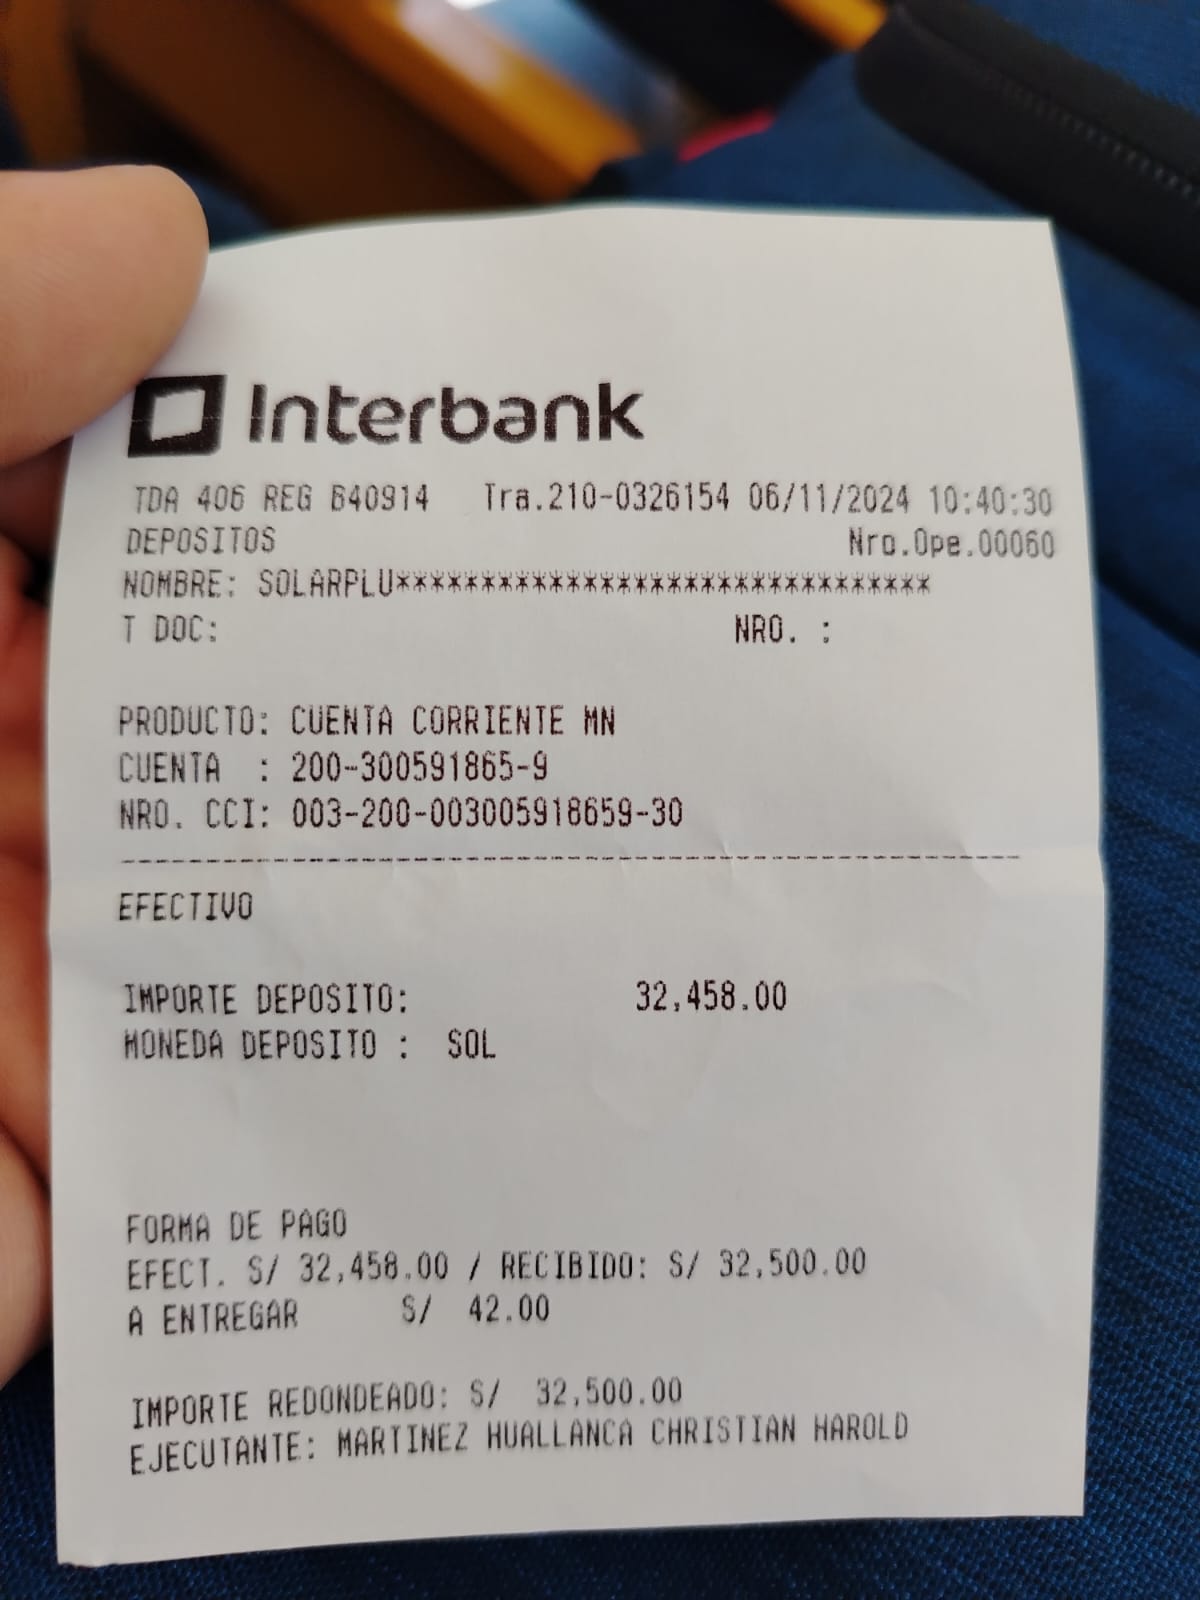 Interbank
TDA 406 REG B40914 Tra.210-0326154 06/11/2024 10:40:30
DEPOSITOS Nro.Ope.00060
NOMBRE: SOLARPLU********************************
T DOC: NRO. :
PRODUCTO: CUENTA CORRIENTE MN
CUENTA : 200-300591865-9
NRO. CCI: 003-200-003005918659-30
EFECTIVO
IMPORTE DEPOSITO: 32,458.00
MONEDA DEPOSITO : SOL
FORMA DE PAGO
EFECT. S/ 32,458.00 / RECIBIDO: S/ 32,500.00
A ENTREGAR S/ 42.00
IMPORTE REDONDEADO: S/ 32,500.00
EJECUTANTE: MARTINEZ HUALLANCA CHRISTIAN HAROLD